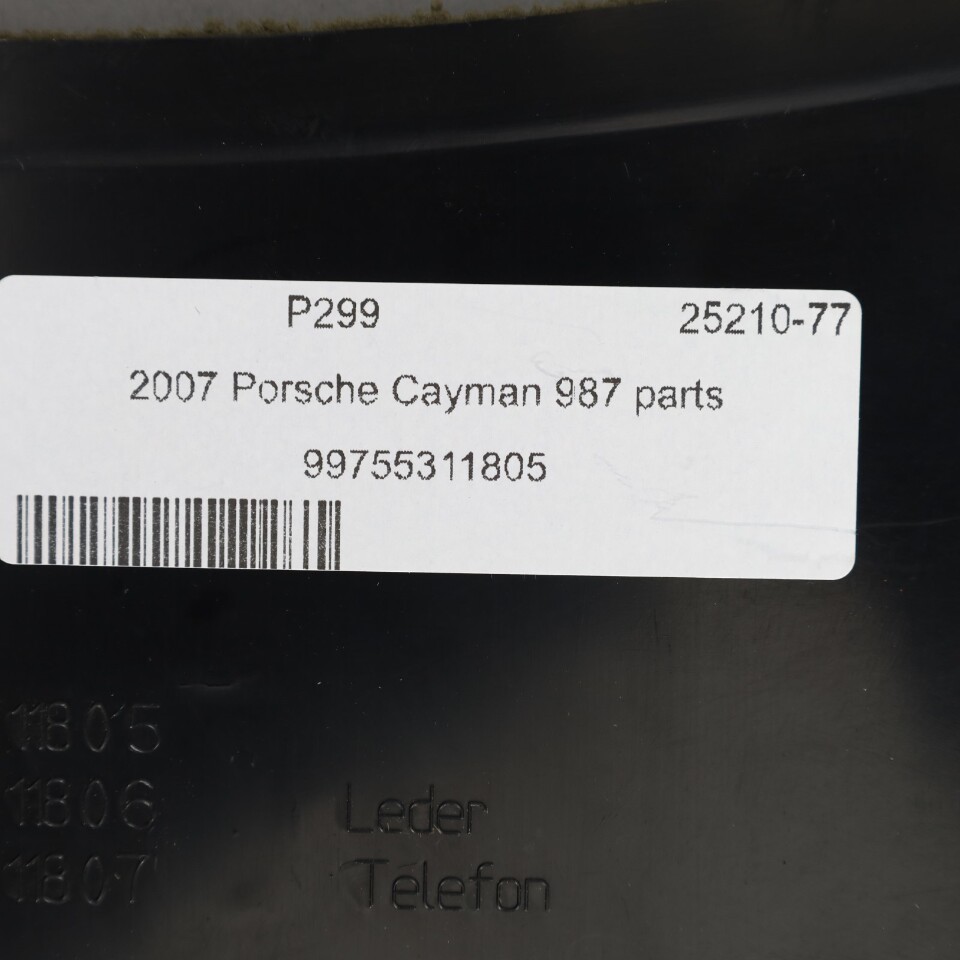 P299 25210-77
2007 Porsche Cayman 987 parts
99755311805
11805
11806 Leder
11807 Telefon